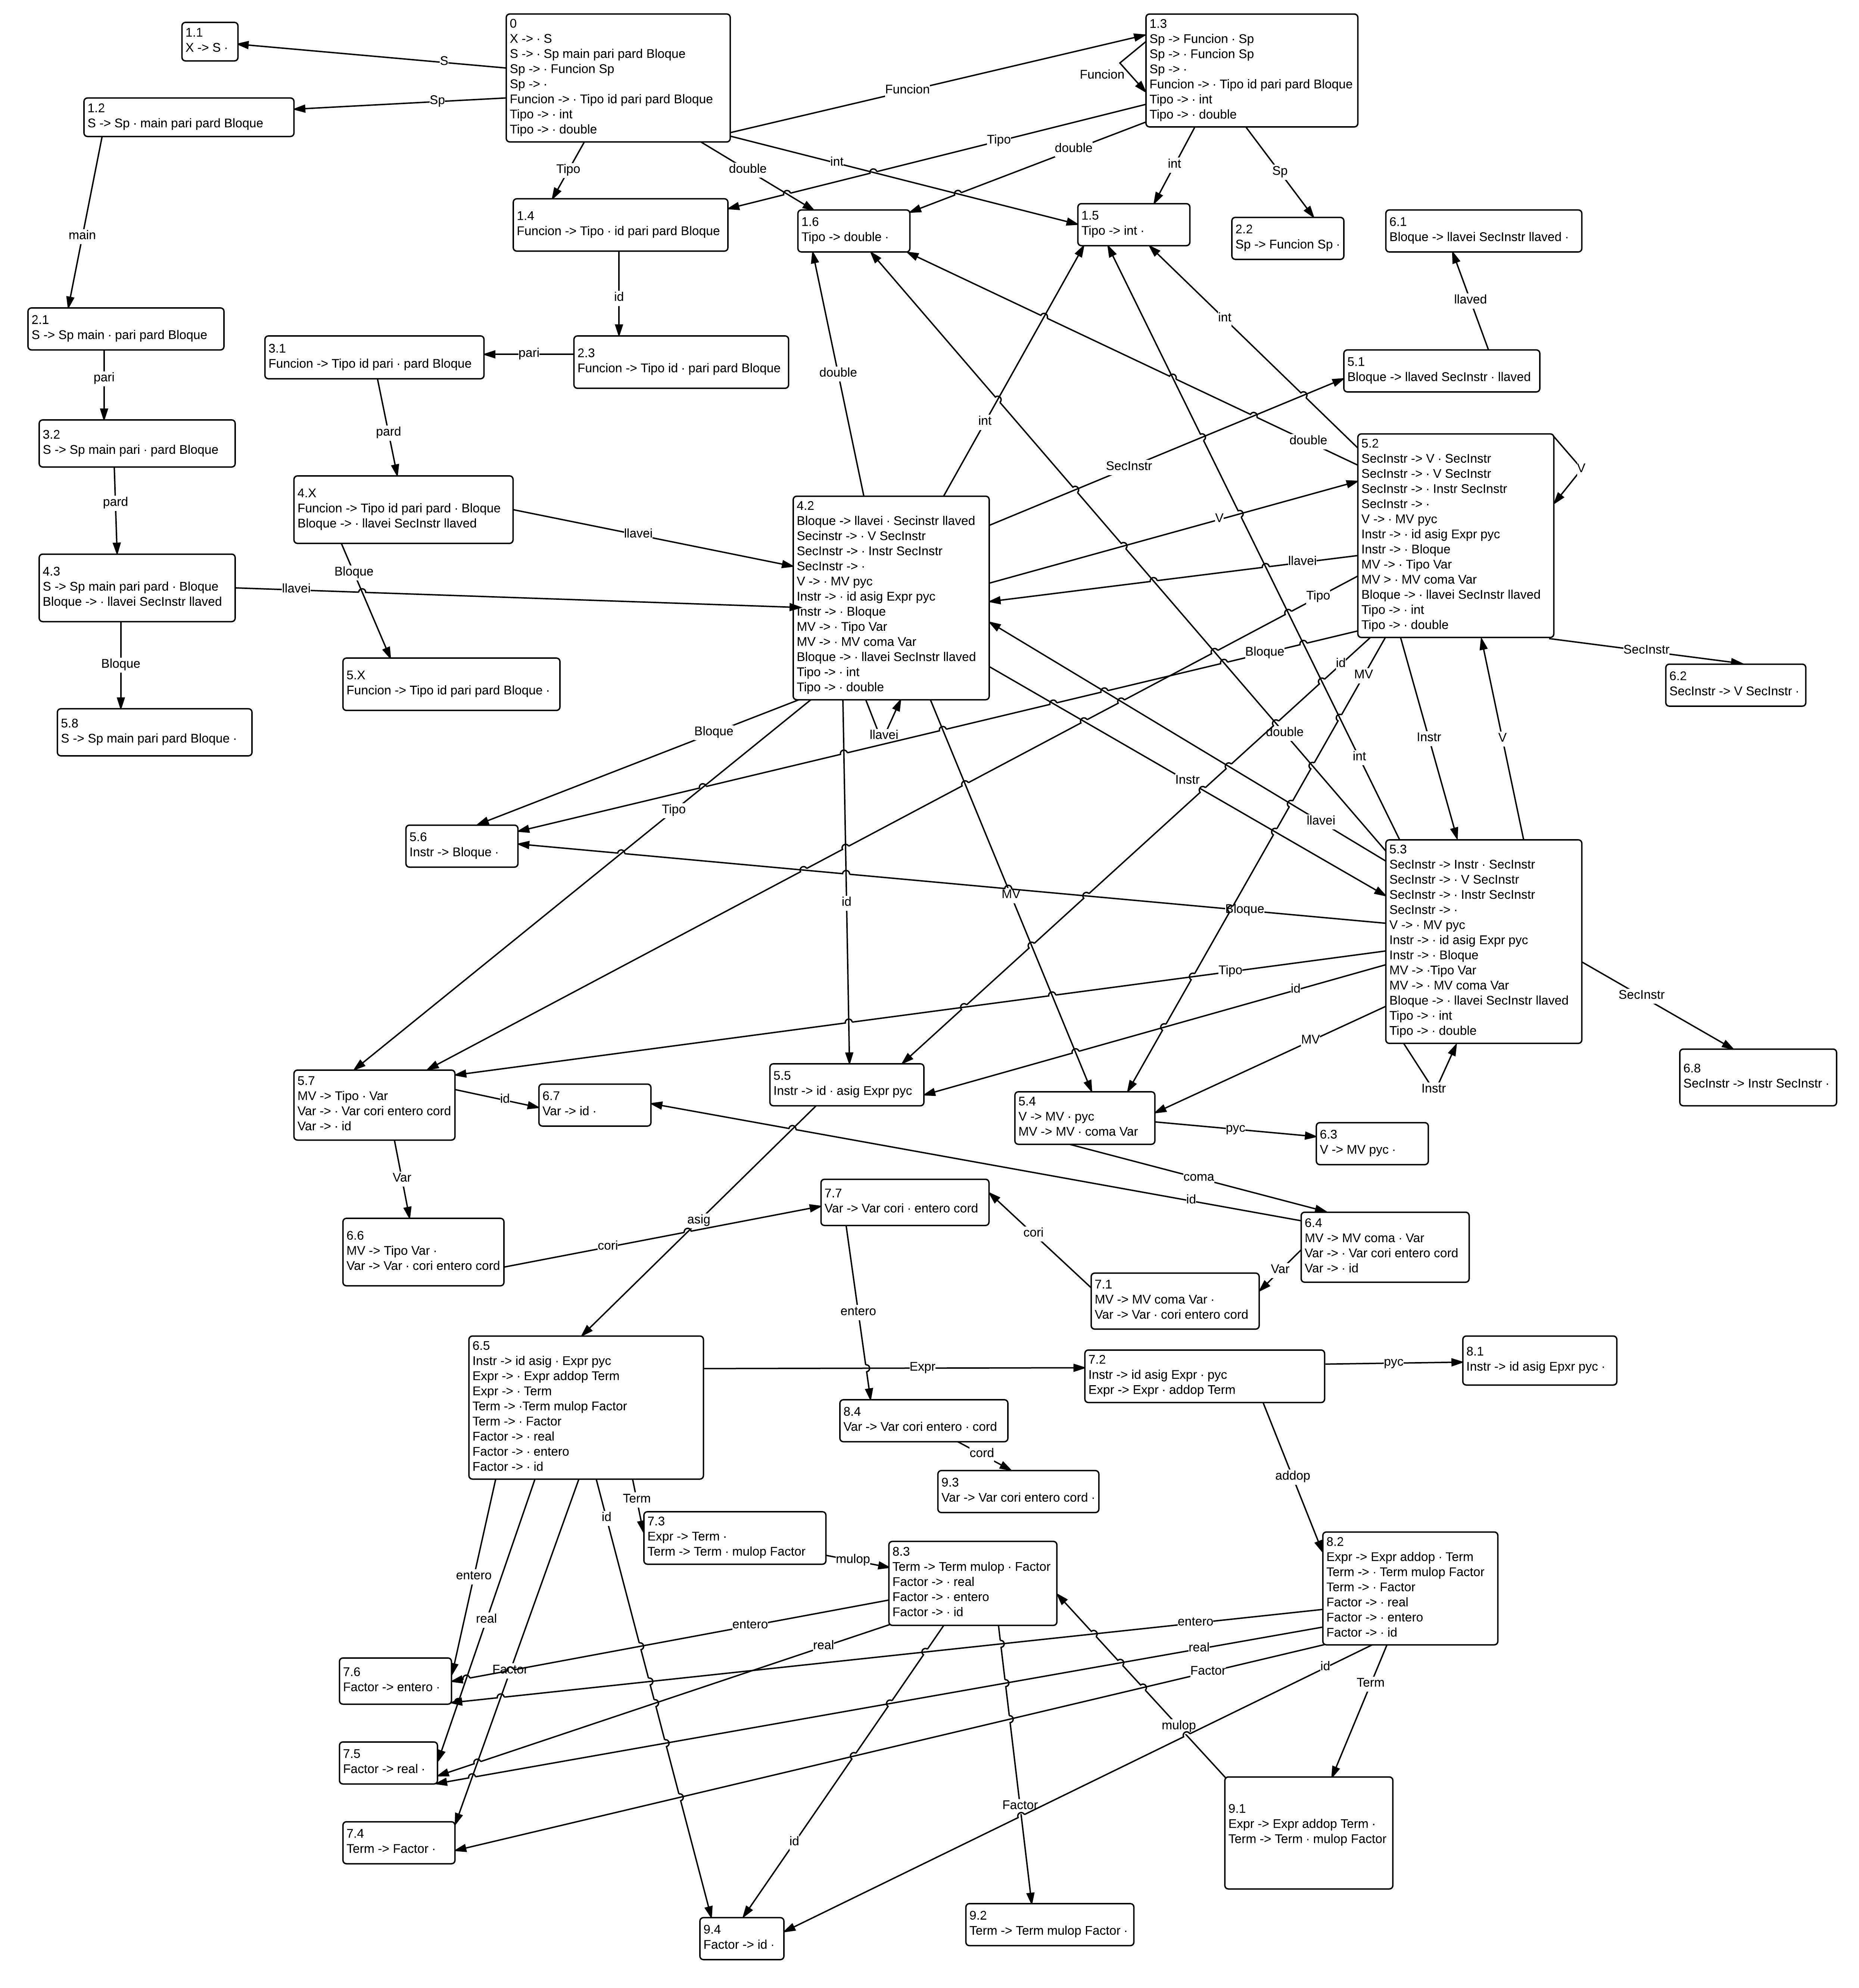 1.1
X -> S ·
0
X -> · S
S -> · Sp main pari pard Bloque
Sp -> · Funcion Sp
Sp -> ·
Funcion -> · Tipo id pari pard Bloque
Tipo -> · int
Tipo -> · double
1.3
Sp -> Funcion · Sp
Sp -> · Funcion Sp
Sp -> ·
Funcion -> · Tipo id pari pard Bloque
Tipo -> · int
Tipo -> · double
S
Sp
Funcion
Funcion
1.2
S -> Sp · main pari pard Bloque
Tipo
double
int
Tipo
double
int
Sp
main
1.4
Funcion -> Tipo · id pari pard Bloque
1.6
Tipo -> double ·
1.5
Tipo -> int ·
2.2
Sp -> Funcion Sp ·
6.1
Bloque -> llavei SecInstr llaved ·
id
llaved
int
2.1
S -> Sp main · pari pard Bloque
3.1
Funcion -> Tipo id pari · pard Bloque
pari
2.3
Funcion -> Tipo id · pari pard Bloque
double
5.1
Bloque -> llaved SecInstr · llaved
pari
pard
int
double
3.2
S -> Sp main pari · pard Bloque
SecInstr
5.2
SecInstr -> V · SecInstr
SecInstr -> · V SecInstr
SecInstr -> · Instr SecInstr
SecInstr -> ·
V -> · MV pyc
Instr -> · id asig Expr pyc
Instr -> · Bloque
MV -> · Tipo Var
MV > · MV coma Var
Bloque -> · llavei SecInstr llaved
Tipo -> · int
Tipo -> · double
V
pard
4.X
Funcion -> Tipo id pari pard · Bloque
Bloque -> · llavei SecInstr llaved
llavei
4.2
Bloque -> llavei · Secinstr llaved
Secinstr -> · V SecInstr
SecInstr -> · Instr SecInstr
SecInstr -> ·
V -> · MV pyc
Instr -> · id asig Expr pyc
Instr -> · Bloque
MV -> · Tipo Var
MV -> · MV coma Var
Bloque -> · llavei SecInstr llaved
Tipo -> · int
Tipo -> · double
V
llavei
Tipo
4.3
S -> Sp main pari pard · Bloque
Bloque -> · llavei SecInstr llaved
llavei
Bloque
Bloque
5.X
Funcion -> Tipo id pari pard Bloque ·
Bloque
id
MV
SecInstr
6.2
SecInstr -> V SecInstr ·
5.8
S -> Sp main pari pard Bloque ·
Bloque
llavei
double
int
Instr
V
Instr
Tipo
llavei
5.6
Instr -> Bloque ·
5.3
SecInstr -> Instr · SecInstr
SecInstr -> · V SecInstr
SecInstr -> · Instr SecInstr
SecInstr -> ·
V -> · MV pyc
Instr -> · id asig Expr pyc
Instr -> · Bloque
MV -> ·Tipo Var
MV -> · MV coma Var
Bloque -> · llavei SecInstr llaved
Tipo -> · int
Tipo -> · double
id
MV
Bloque
Tipo
id
MV
SecInstr
Instr
5.7
MV -> Tipo · Var
Var -> · Var cori entero cord
Var -> · id
id
6.7
Var -> id ·
5.5
Instr -> id · asig Expr pyc
5.4
V -> MV · pyc
MV -> MV · coma Var
pyc
6.3
V -> MV pyc ·
6.8
SecInstr -> Instr SecInstr ·
Var
coma
id
asig
6.6
MV -> Tipo Var ·
Var -> Var · cori entero cord
cori
7.7
Var -> Var cori · entero cord
cori
6.4
MV -> MV coma · Var
Var -> · Var cori entero cord
Var -> · id
Var
7.1
MV -> MV coma Var ·
Var -> Var · cori entero cord
entero
6.5
Instr -> id asig · Expr pyc
Expr -> · Expr addop Term
Expr -> · Term
Term -> ·Term mulop Factor
Term -> · Factor
Factor -> · real
Factor -> · entero
Factor -> · id
Expr
7.2
Instr -> id asig Expr · pyc
Expr -> Expr · addop Term
pyc
8.1
Instr -> id asig Epxr pyc ·
8.4
Var -> Var cori entero · cord
cord
9.3
Var -> Var cori entero cord ·
addop
Term
id
7.3
Expr -> Term ·
Term -> Term · mulop Factor
mulop
8.3
Term -> Term mulop · Factor
Factor -> · real
Factor -> · entero
Factor -> · id
8.2
Expr -> Expr addop · Term
Term -> · Term mulop Factor
Term -> · Factor
Factor -> · real
Factor -> · entero
Factor -> · id
entero
real
Factor
entero
real
entero
real
Factor
id
Term
7.6
Factor -> entero ·
7.5
Factor -> real ·
7.4
Term -> Factor ·
mulop
Factor
id
9.1
Expr -> Expr addop Term ·
Term -> Term · mulop Factor
9.4
Factor -> id ·
9.2
Term -> Term mulop Factor ·